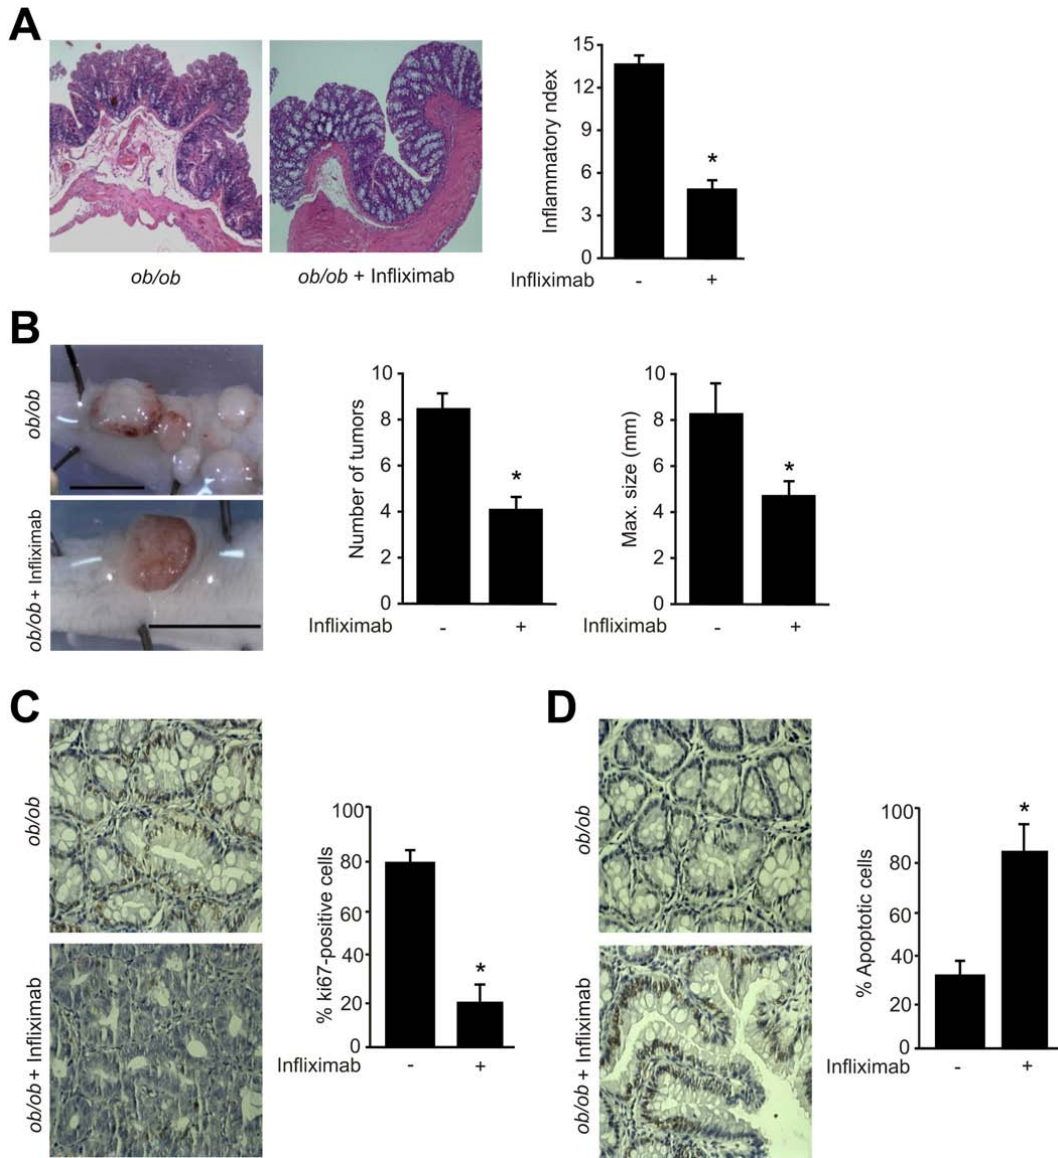 A
ob/ob
ob/ob + Infliximab
Inflammatory ndex
15
12
9
6
3
0
*
Infliximab - +
B
ob/ob
ob/ob + Infliximab
Number of tumors
10
8
6
4
2
0
*
Infliximab - +
Max. size (mm)
10
8
6
4
2
0
*
Infliximab - +
C
ob/ob
ob/ob + Infliximab
% ki67-positive cells
100
80
60
40
20
0
*
Infliximab - +
D
ob/ob
ob/ob + Infliximab
% Apoptotic cells
100
80
60
40
20
0
*
Infliximab - +